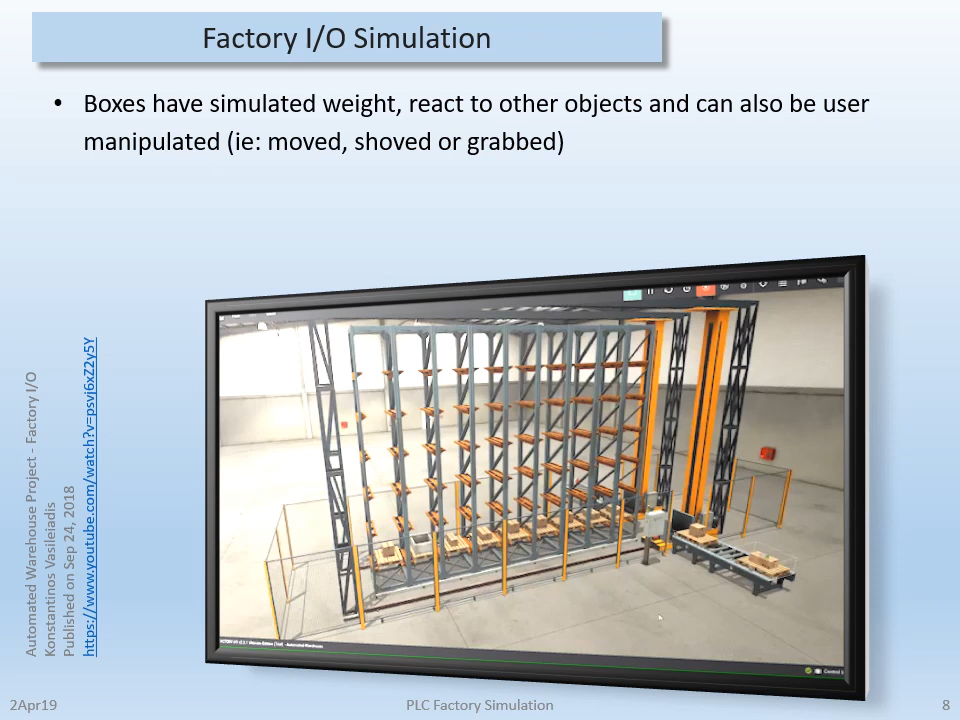 Factory I/O Simulation
• Boxes have simulated weight, react to other objects and can also be user
manipulated (ie: moved, shoved or grabbed)
Automated Warehouse Project - Factory I/O
Konstantinos Vasileiadis
Published on Sep 24, 2018
https://www.youtube.com/watch?v=psvj6xZ2y5Y
2Apr19
PLC Factory Simulation
8